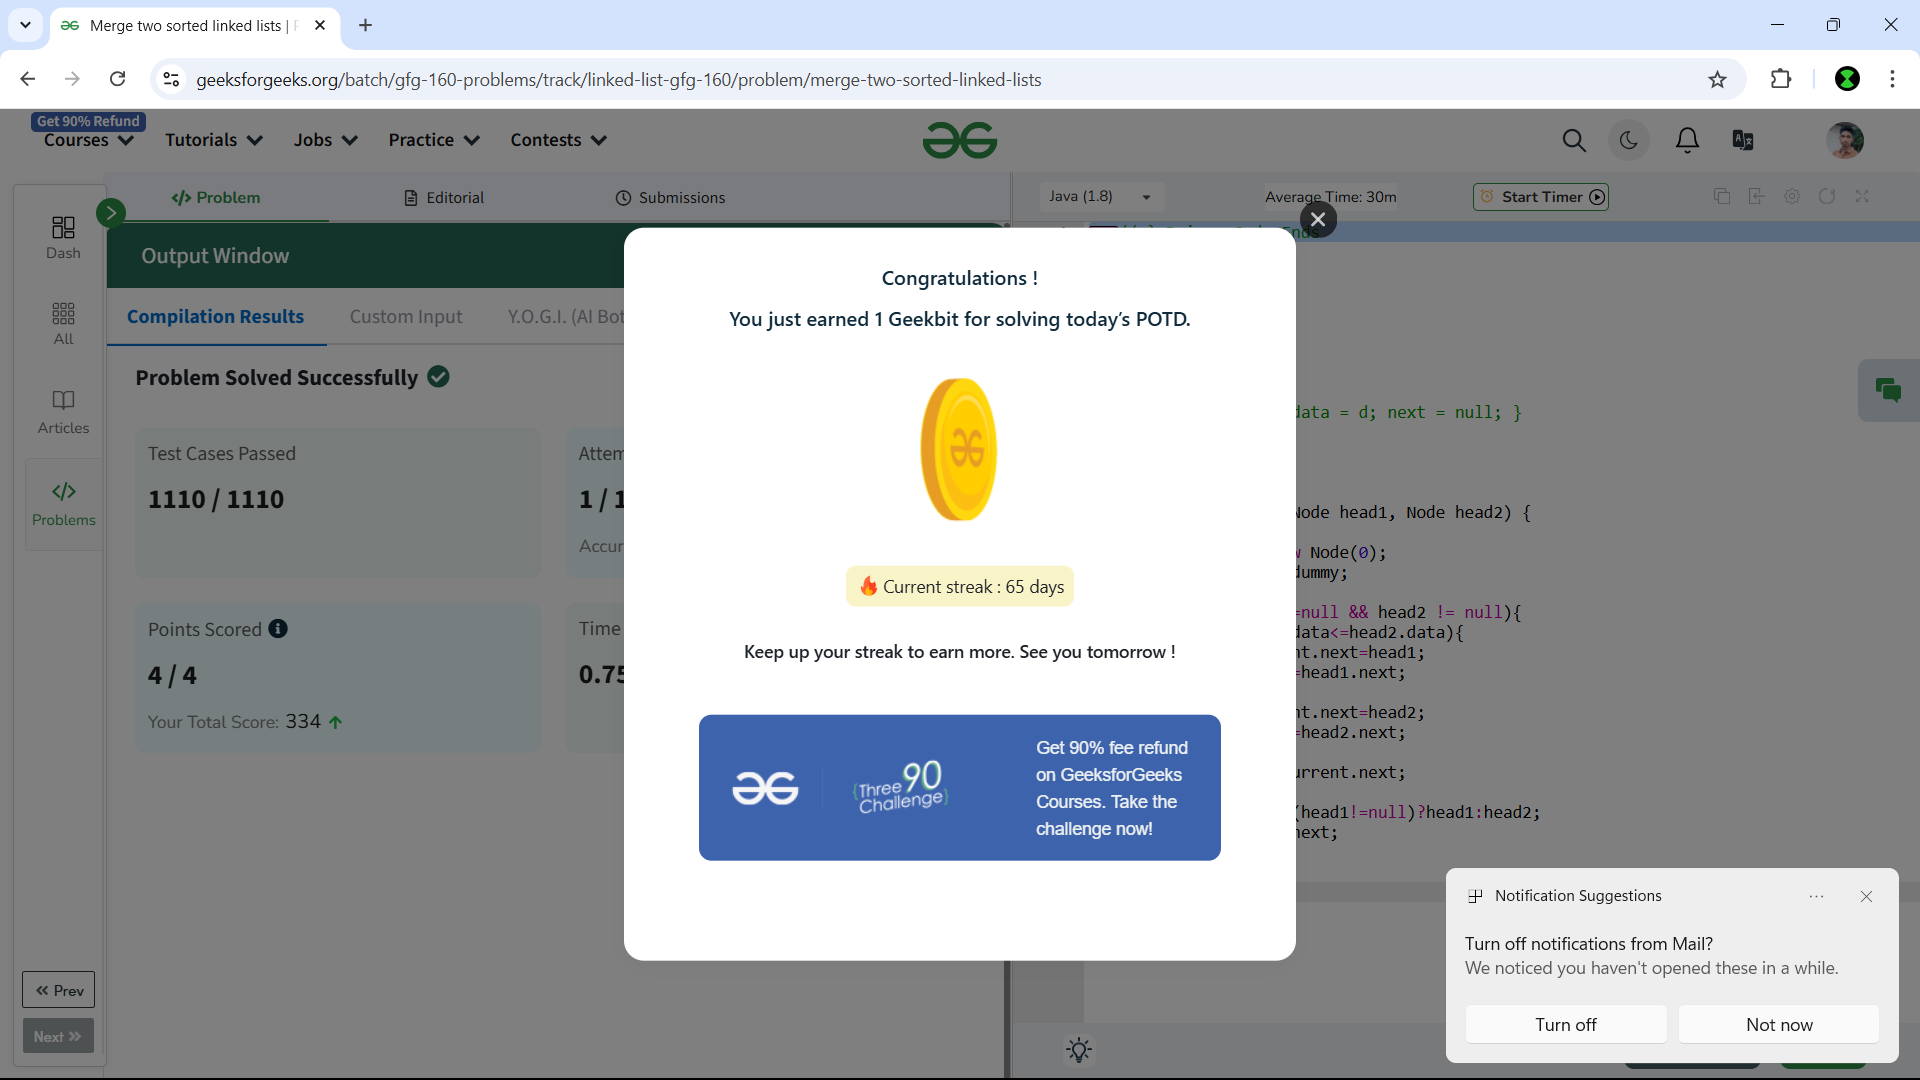 Merge two sorted linked lists |
geeksforgeeks.org/batch/gfg-160-problems/track/linked-list-gfg-160/problem/merge-two-sorted-linked-lists
Get 90% Refund
Courses
Tutorials
Jobs
Practice
Contests
</> Problem
Editorial
Submissions
Java (1.8)
Average Time: 30m
Start Timer
Dash
All
Articles
</>
Problems
Prev
Next
Output Window
Compilation Results
Custom Input
Y.O.G.I. (AI Bot
Problem Solved Successfully
Test Cases Passed
1110 / 1110
Attem
1 / 1
Accur
Points Scored
4 / 4
Your Total Score: 334
Time
0.75
Congratulations !
You just earned 1 Geekbit for solving today's POTD.
Current streak : 65 days
Keep up your streak to earn more. See you tomorrow !
{Three 90
Challenge}
Get 90% fee refund
on GeeksforGeeks
Courses. Take the
challenge now!
Ends
data = d; next = null; }
Node head1, Node head2) {
Node(0);
dummy;
=null && head2 != null){
data<=head2.data){
nt.next=head1;
=head1.next;
nt.next=head2;
=head2.next;
urrent.next;
(head1!=null)?head1:head2;
next;
Notification Suggestions
Turn off notifications from Mail?
We noticed you haven't opened these in a while.
Turn off
Not now